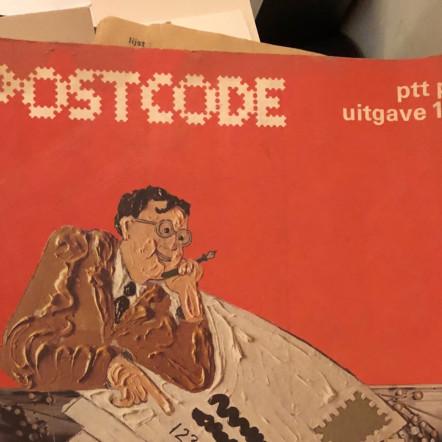 lijst
POSTCODE
ptt
uitgave
123